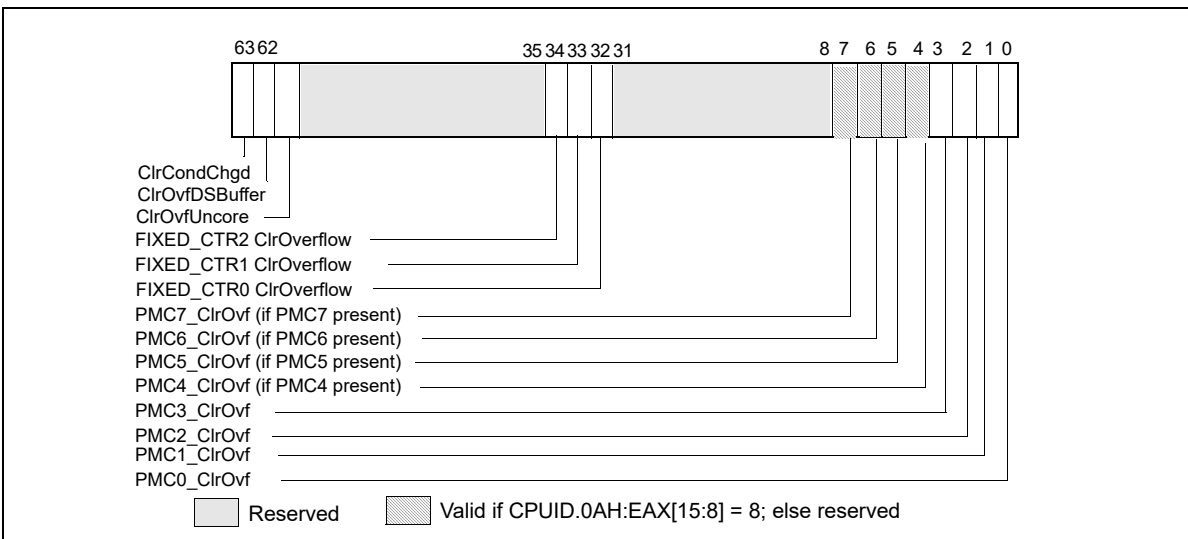 63 62 35 34 33 32 31 8 7 6 5 4 3 2 1 0
ClrCondChgd
ClrOvfDSBuffer
ClrOvfUncore
FIXED_CTR2 ClrOverflow
FIXED_CTR1 ClrOverflow
FIXED_CTR0 ClrOverflow
PMC7_ClrOvf (if PMC7 present)
PMC6_ClrOvf (if PMC6 present)
PMC5_ClrOvf (if PMC5 present)
PMC4_ClrOvf (if PMC4 present)
PMC3_ClrOvf
PMC2_ClrOvf
PMC1_ClrOvf
PMC0_ClrOvf
Reserved Valid if CPUID.0AH:EAX[15:8] = 8; else reserved